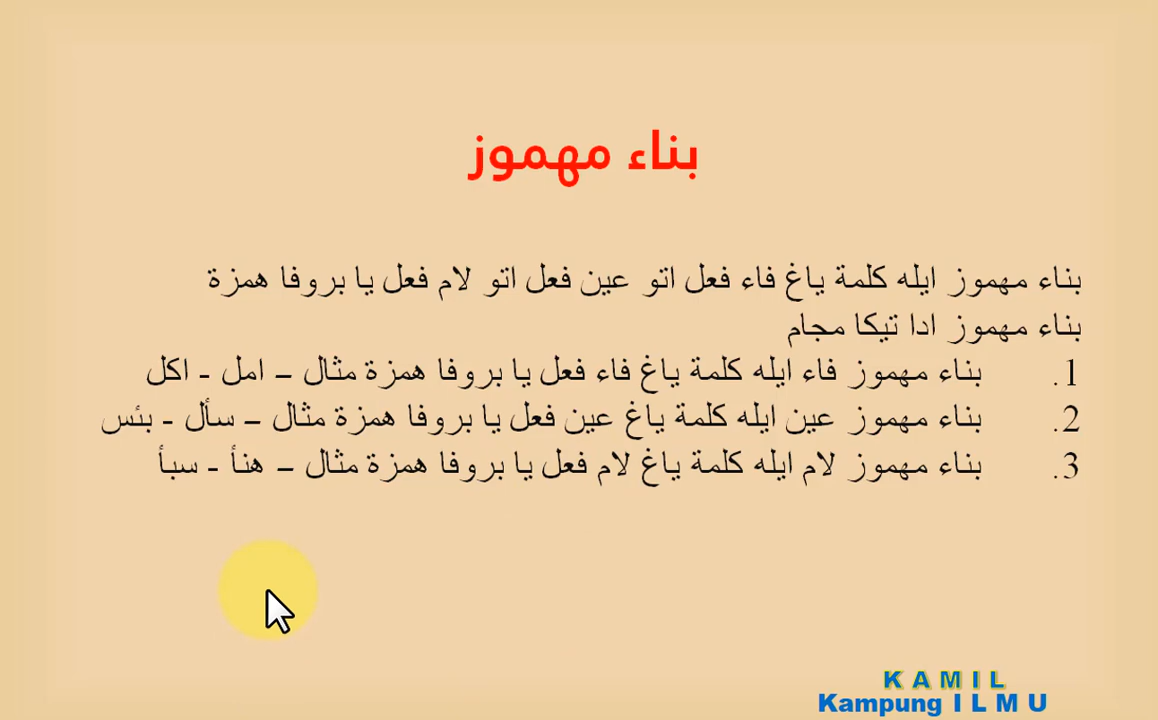 بناء مهموز
بناء مهموز ايله كلمة ياغ فاء فعل اتو عين فعل اتو لام فعل يا بروفا همزة
بناء مهموز ادا تيكا مجام
1. بناء مهموز فاء ايله كلمة ياغ فاء فعل يا بروفا همزة مثال – امل - اكل
2. بناء مهموز عين ايله كلمة ياغ عين فعل يا بروفا همزة مثال – سأل - بئس
3. بناء مهموز لام ايله كلمة ياغ لام فعل يا بروفا همزة مثال – هنأ - سبأ
K A M I L
Kampung I L M U